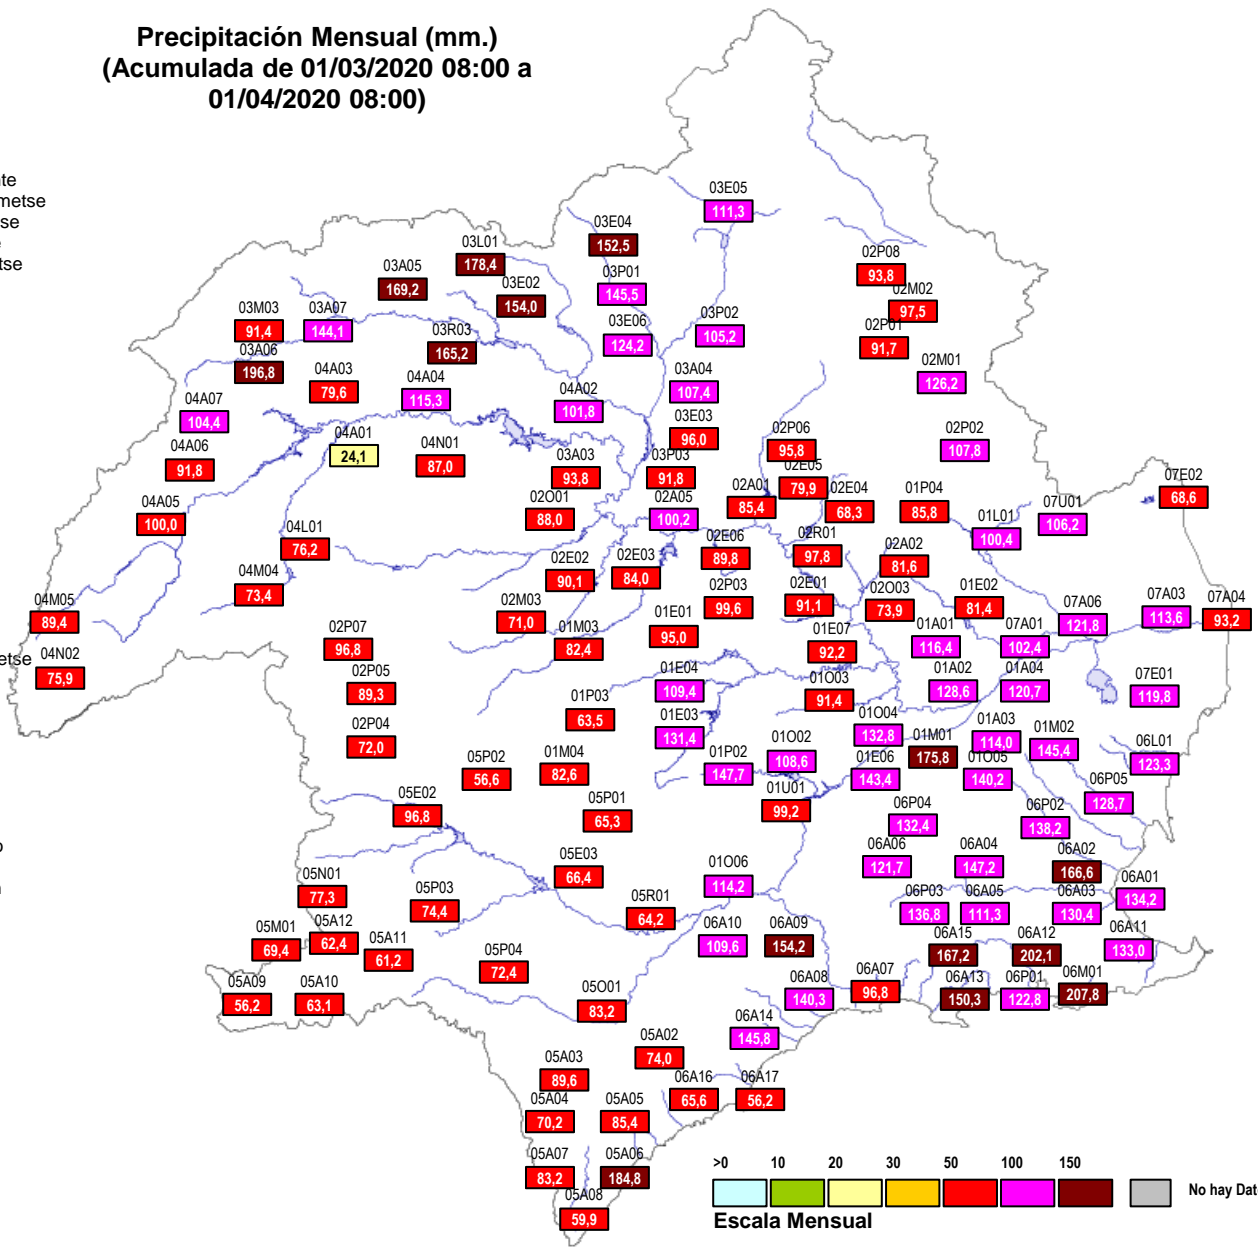 Precipitación Mensual (mm.)
(Acumulada de 01/03/2020 08:00 a
01/04/2020 08:00)
nte
metse
se
e
tse
etse
o
n
03E05
111,3
03E04
152,5
03L01
178,4
03A05
169,2
03E02
154,0
03P01
145,5
02P08
93,8
02M02
97,5
03M03
91,4
03A07
144,1
03R03
165,2
03E06
124,2
03P02
105,2
02P01
91,7
03A06
196,8
04A03
79,6
04A04
115,3
04A02
101,8
03A04
107,4
02M01
126,2
04A07
104,4
03E03
96,0
04A01
24,1
04A06
91,8
04N01
87,0
03A03
93,8
03P03
91,8
02P06
95,8
02P02
107,8
02E05
79,9
04A05
100,0
02O01
88,0
02A05
100,2
02A01
85,4
02E04
68,3
01P04
85,8
07E02
68,6
07U01
106,2
01L01
100,4
04L01
76,2
02E06
89,8
02R01
97,8
02A02
81,6
02E02
90,1
02E03
84,0
04M04
73,4
04M05
89,4
02M03
71,0
02P03
99,6
02E01
91,1
02O03
73,9
01E02
81,4
07A06
121,8
07A03
113,6
07A04
93,2
02P07
96,8
01M03
82,4
01E01
95,0
01E07
92,2
01A01
116,4
07A01
102,4
04N02
75,9
02P05
89,3
01E04
109,4
01O03
91,4
01A02
128,6
01A04
120,7
07E01
119,8
01P03
63,5
02P04
72,0
01E03
131,4
01O04
132,8
01A03
114,0
01M02
145,4
05P02
56,6
01M04
82,6
01P02
147,7
01O02
108,6
01M01
175,8
01E06
143,4
01O05
140,2
06L01
123,3
06P05
128,7
05E02
96,8
05P01
65,3
01U01
99,2
06P04
132,4
06P02
138,2
05E03
66,4
01O06
114,2
06A06
121,7
06A04
147,2
06A02
166,6
05N01
77,3
05P03
74,4
05R01
64,2
06P03
136,8
06A05
111,3
06A03
130,4
06A01
134,2
05M01
69,4
05A12
62,4
05A11
61,2
06A10
109,6
06A09
154,2
06A15
167,2
06A12
202,1
06A11
133,0
05P04
72,4
05A09
56,2
05A10
63,1
05O01
83,2
06A08
140,3
06A07
96,8
06A13
150,3
06P01
122,8
06M01
207,8
06A14
145,8
05A02
74,0
05A03
89,6
06A16
65,6
06A17
56,2
05A04
70,2
05A05
85,4
05A07
83,2
05A06
184,8
05A08
59,9
>0 10 20 30 50 100 150
No hay Dat
Escala Mensual